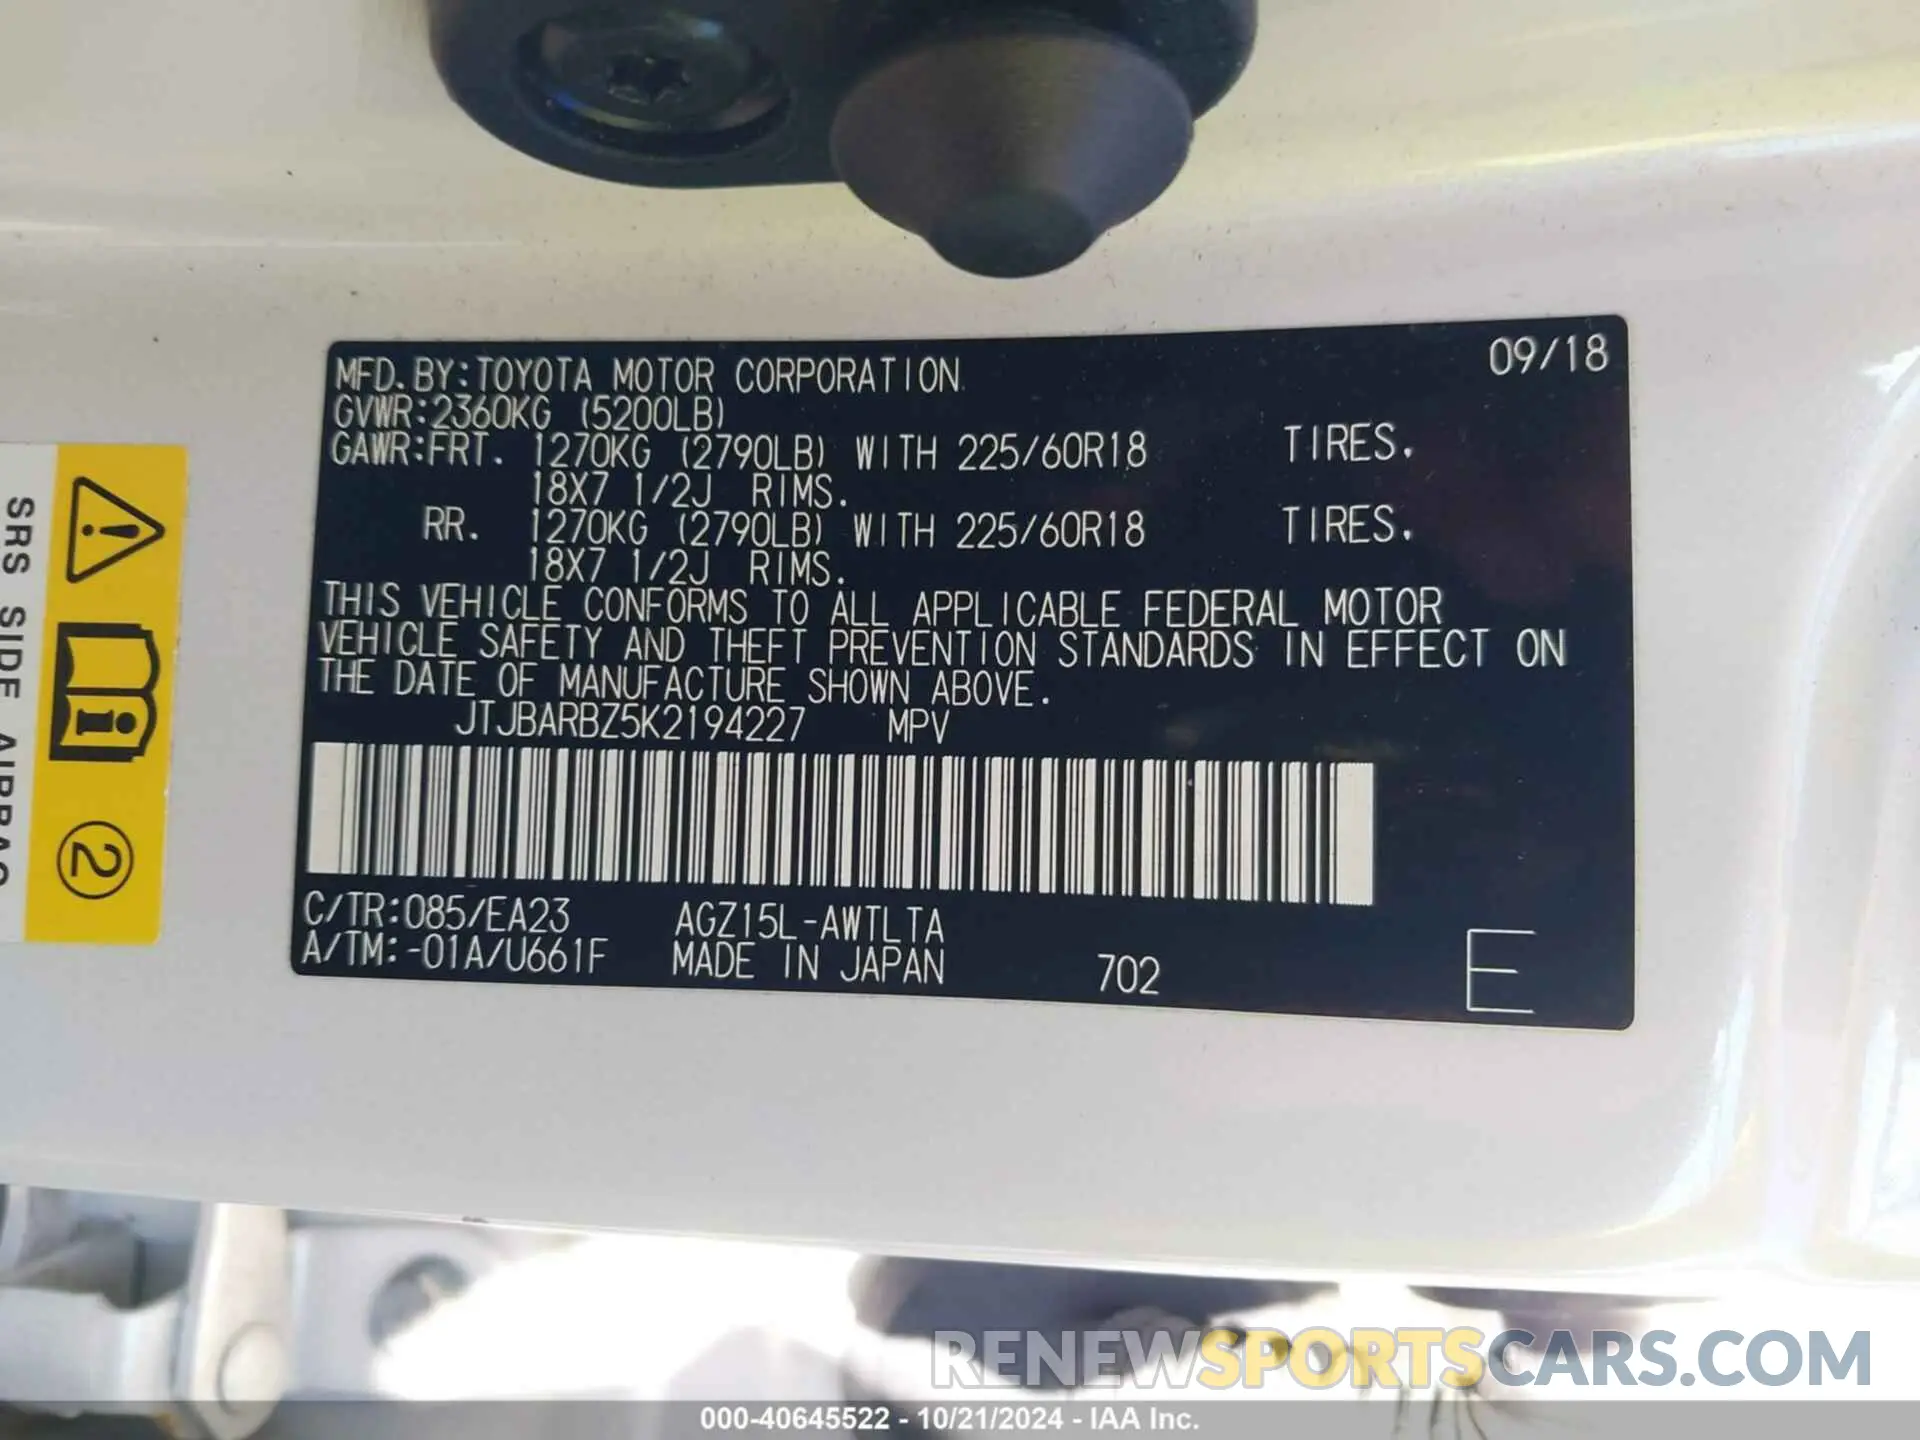 MFD.BY:TOYOTA MOTOR CORPORATION 09/18
GVWR:2360KG (5200LB)
GAWR:FRT. 1270KG (2790LB) WITH 225/60R18 TIRES.
18X7 1/2J RIMS.
RR. 1270KG (2790LB) WITH 225/60R18 TIRES.
18X7 1/2J RIMS.
THIS VEHICLE CONFORMS TO ALL APPLICABLE FEDERAL MOTOR
VEHICLE SAFETY AND THEFT PREVENTION STANDARDS IN EFFECT ON
THE DATE OF MANUFACTURE SHOWN ABOVE.
JTJBARBZ5K2194227 MPV
C/TR:085/EA23 AGZ15L-AWTLTA
A/TM:-01A/U661F MADE IN JAPAN 702 E
SRS SIDE AIRBAG
2
RENEWSPORTSCARS.COM
000-40645522 - 10/21/2024 - IAA Inc.